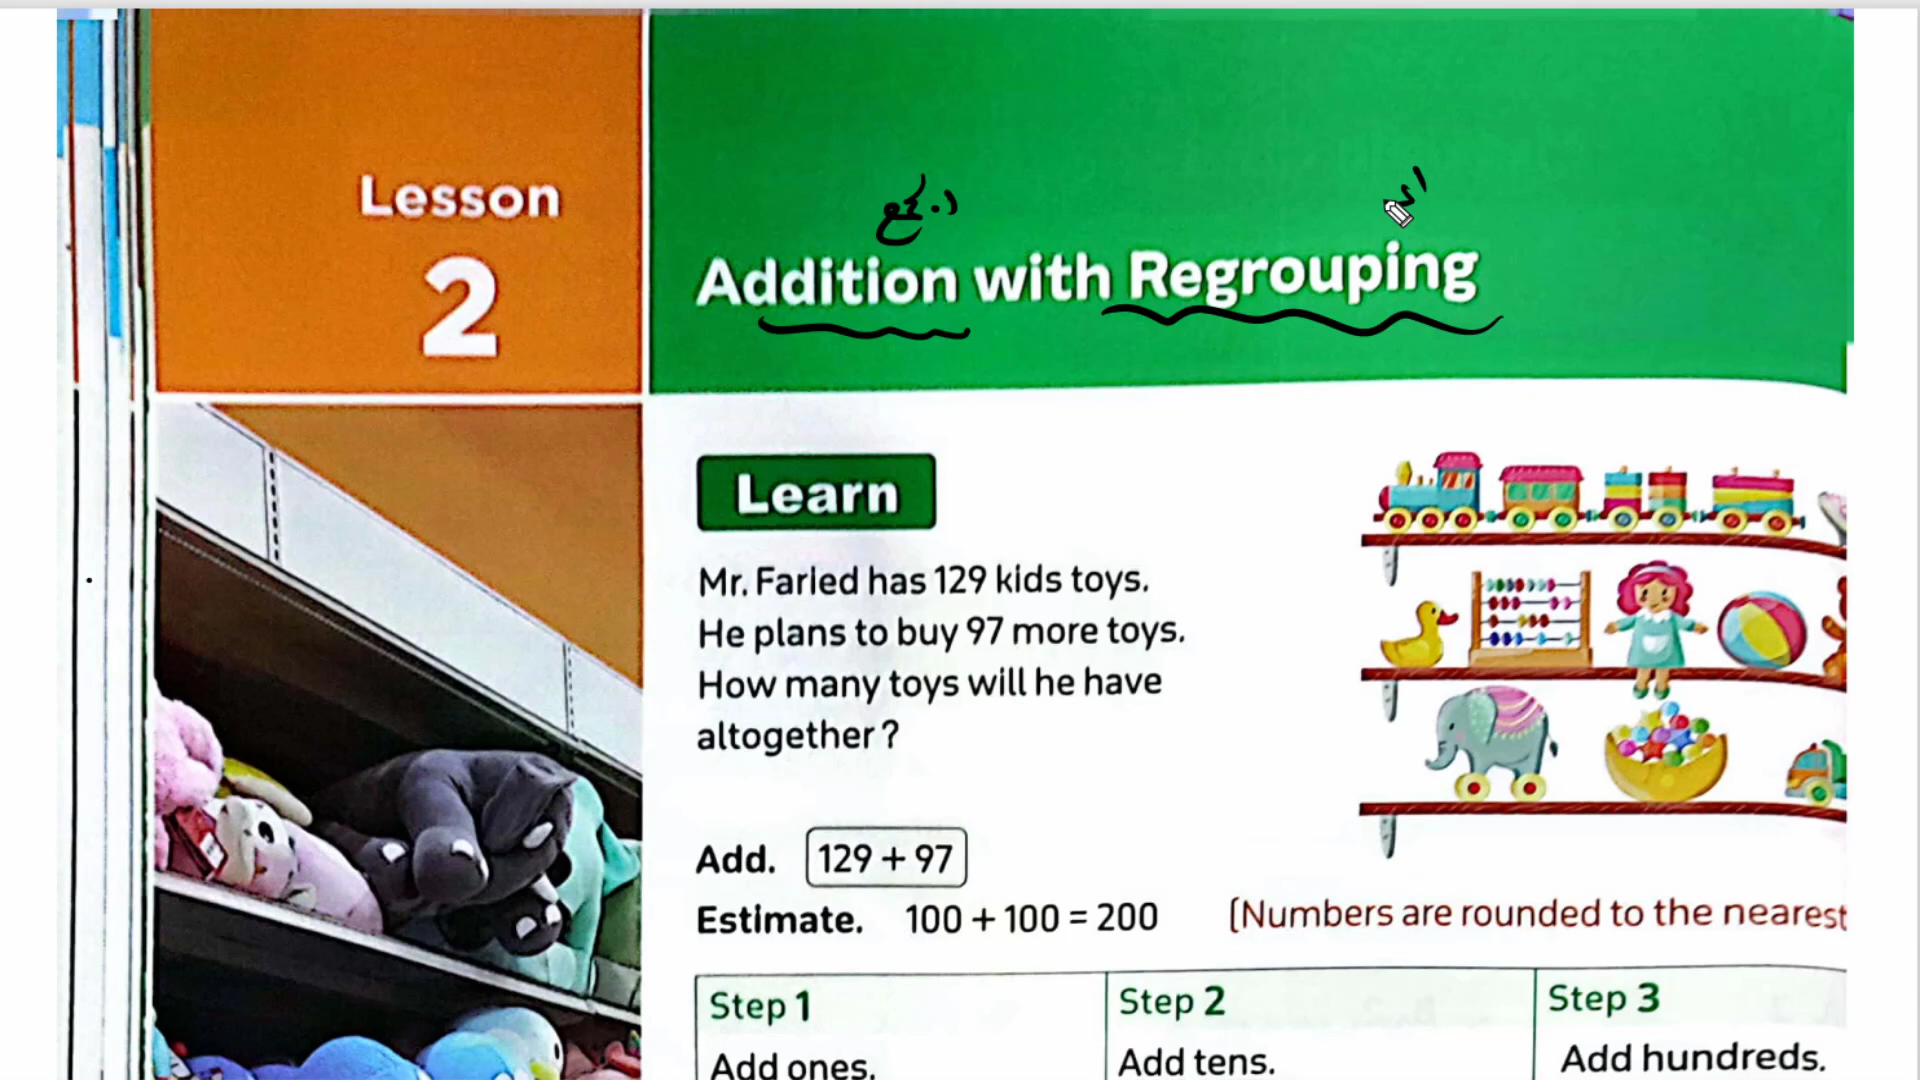 Lesson
2
Addition with Regrouping
Learn
Mr. Faried has 129 kids toys.
He plans to buy 97 more toys.
How many toys will he have
altogether?
Add. 129 + 97
Estimate. 100 + 100 = 200 (Numbers are rounded to the nearest
Step 1 Step 2 Step 3
Add ones. Add tens. Add hundreds.